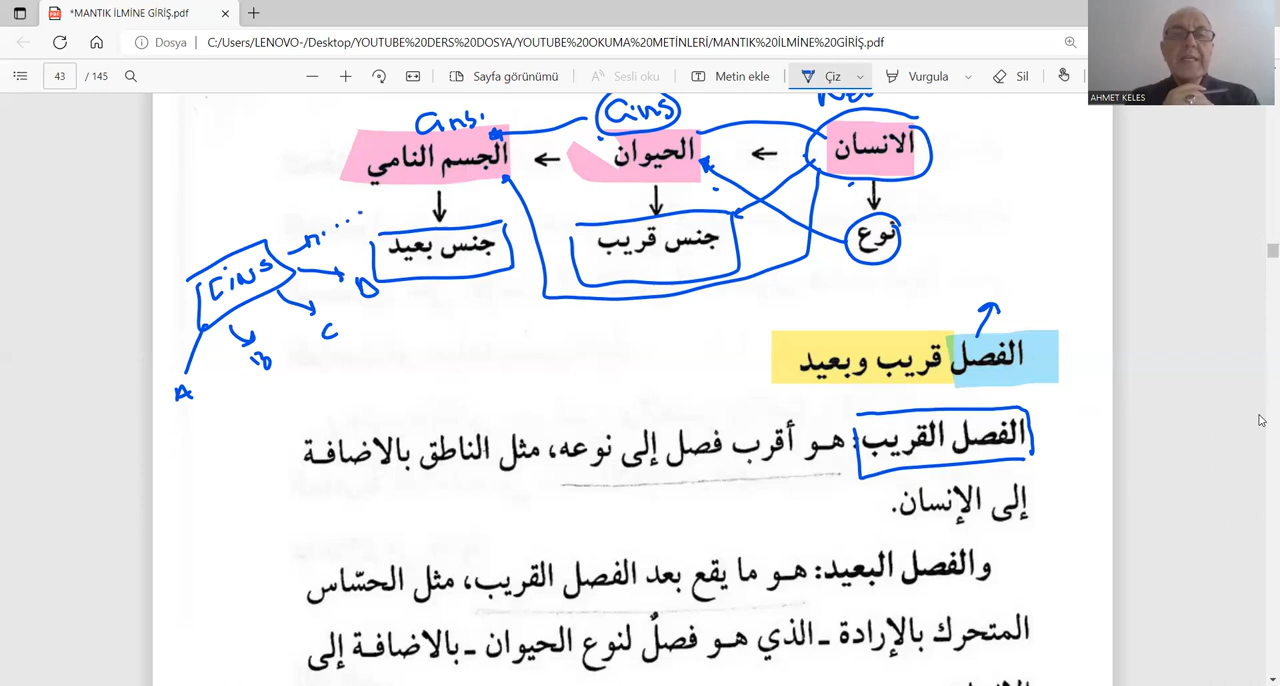 *MANTIK İLMİNE GİRİŞ.pdf
Dosya C:/Users/LENOVO-/Desktop/YOUTUBE%20DERS%20DOSYA/YOUTUBE%20OKUMA%20METİNLERİ/MANTIK%20İLMİNE%20GİRİŞ.pdf
43 / 145 Sayfa görünümü Sesli oku Metin ekle Çiz Vurgula Sil
AHMET KELES
Cins. Cins
الانسان ← الحيوان ← الجسم النامي
نوع جنس قريب جنس بعيد
Cins
A B C D n....
الفصل قريب وبعيد
الفصل القريب: هو أقرب فصل إلى نوعه، مثل الناطق بالاضافة
إلى الإنسان.
والفصل البعيد: هو ما يقع بعد الفصل القريب، مثل الحسّاس
المتحرك بالإرادة ـ الذي هو فصلٌ لنوع الحيوان ـ بالاضافة إلى